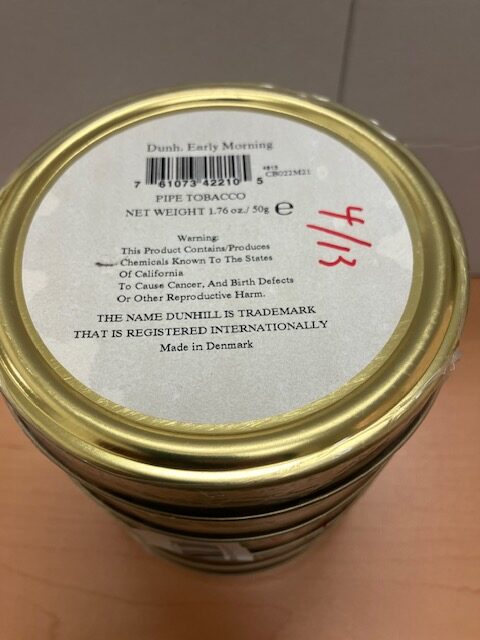 Dunh. Early Morning
4813
CB022M21
7 61073 42210 5
PIPE TOBACCO
NET WEIGHT 1.76 oz./ 50g e
4/13
Warning:
This Product Contains/Produces
Chemicals Known To The States
Of California
To Cause Cancer, And Birth Defects
Or Other Reproductive Harm.
THE NAME DUNHILL IS TRADEMARK
THAT IS REGISTERED INTERNATIONALLY
Made in Denmark